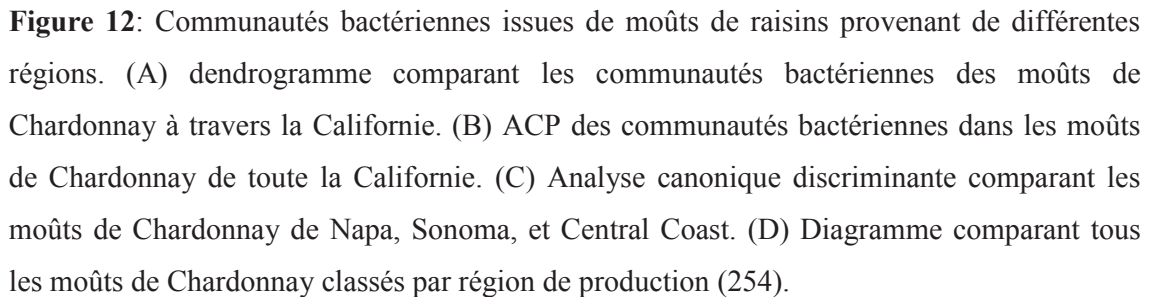 Figure 12: Communautés bactériennes issues de moûts de raisins provenant de différentes
régions. (A) dendrogramme comparant les communautés bactériennes des moûts de
Chardonnay à travers la Californie. (B) ACP des communautés bactériennes dans les moûts
de Chardonnay de toute la Californie. (C) Analyse canonique discriminante comparant les
moûts de Chardonnay de Napa, Sonoma, et Central Coast. (D) Diagramme comparant tous
les moûts de Chardonnay classés par région de production (254).